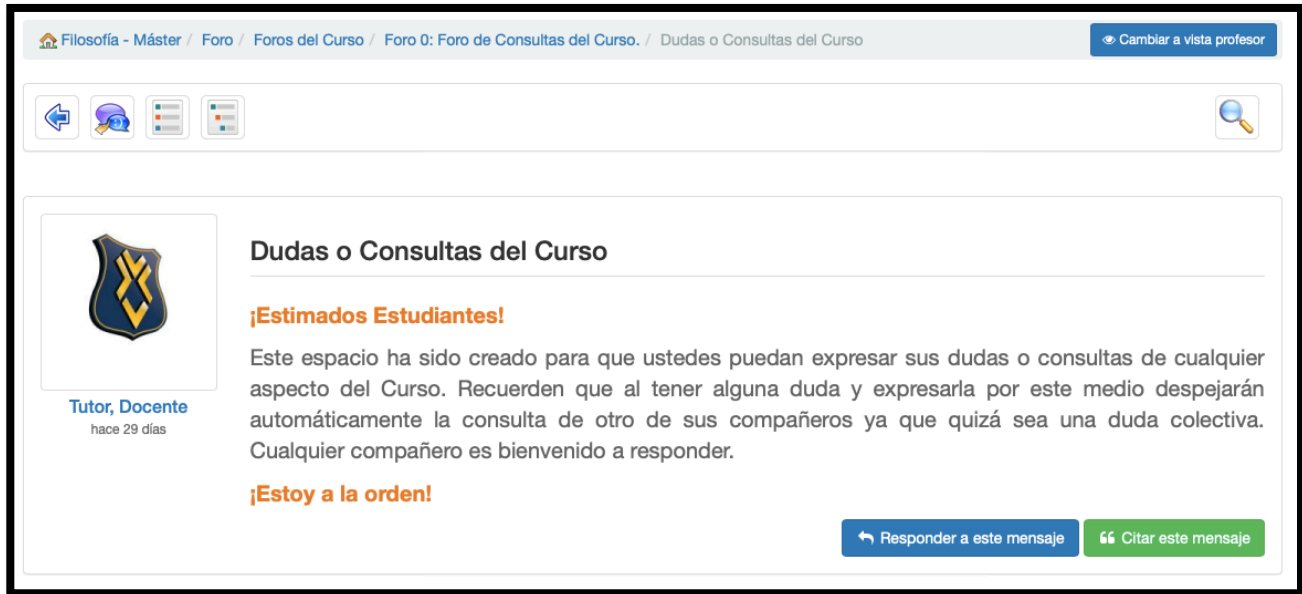 Filosofía - Máster / Foro / Foros del Curso / Foro 0: Foro de Consultas del Curso. / Dudas o Consultas del Curso
Cambiar a vista profesor
Dudas o Consultas del Curso
¡Estimados Estudiantes!
Este espacio ha sido creado para que ustedes puedan expresar sus dudas o consultas de cualquier
aspecto del Curso. Recuerden que al tener alguna duda y expresarla por este medio despejarán
automáticamente la consulta de otro de sus compañeros ya que quizá sea una duda colectiva.
Cualquier compañero es bienvenido a responder.
¡Estoy a la orden!
Tutor, Docente
hace 29 días
Responder a este mensaje
Citar este mensaje